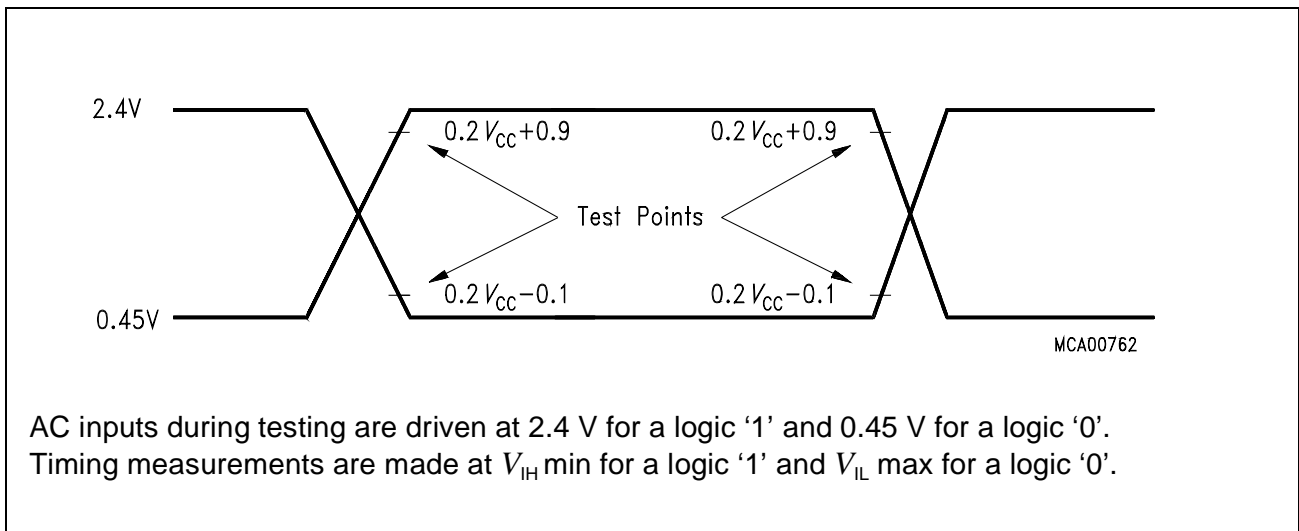 2.4V
0.2 VCC+0.9 0.2 VCC+0.9
Test Points
0.2 VCC−0.1 0.2 VCC−0.1
0.45V
MCA00762
AC inputs during testing are driven at 2.4 V for a logic ‘1’ and 0.45 V for a logic ‘0’.
Timing measurements are made at VIH min for a logic ‘1’ and VIL max for a logic ‘0’.